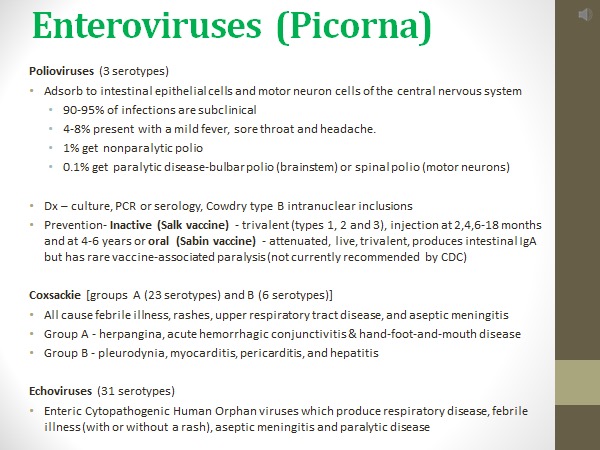 Enteroviruses (Picorna)
Polioviruses (3 serotypes)
• Adsorb to intestinal epithelial cells and motor neuron cells of the central nervous system
• 90-95% of infections are subclinical
• 4-8% present with a mild fever, sore throat and headache.
• 1% get nonparalytic polio
• 0.1% get paralytic disease-bulbar polio (brainstem) or spinal polio (motor neurons)
• Dx – culture, PCR or serology, Cowdry type B intranuclear inclusions
• Prevention- Inactive (Salk vaccine) - trivalent (types 1, 2 and 3), injection at 2,4,6-18 months
and at 4-6 years or oral (Sabin vaccine) - attenuated, live, trivalent, produces intestinal IgA
but has rare vaccine-associated paralysis (not currently recommended by CDC)
Coxsackie [groups A (23 serotypes) and B (6 serotypes)]
• All cause febrile illness, rashes, upper respiratory tract disease, and aseptic meningitis
• Group A - herpangina, acute hemorrhagic conjunctivitis & hand-foot-and-mouth disease
• Group B - pleurodynia, myocarditis, pericarditis, and hepatitis
Echoviruses (31 serotypes)
• Enteric Cytopathogenic Human Orphan viruses which produce respiratory disease, febrile
illness (with or without a rash), aseptic meningitis and paralytic disease